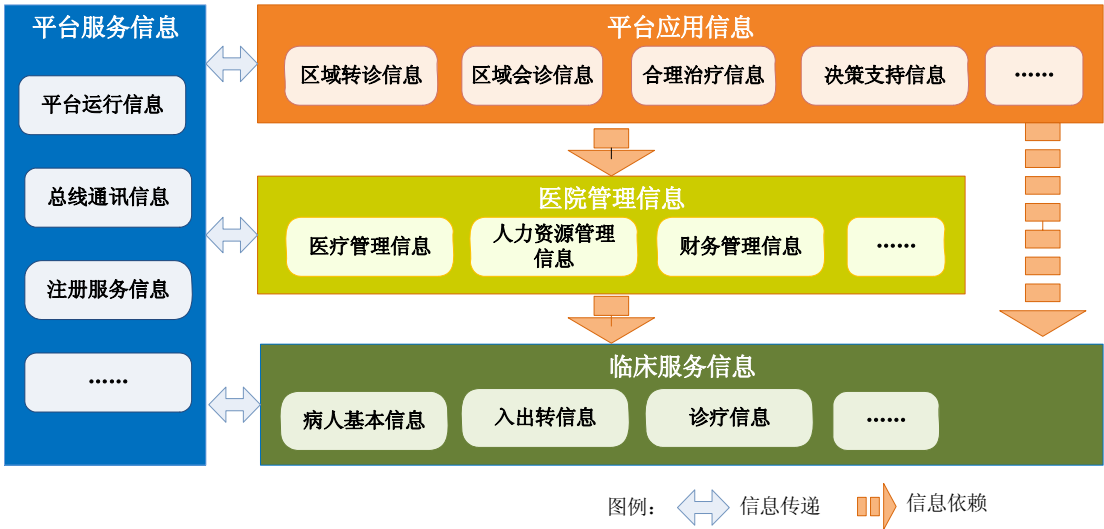 平台服务信息
平台运行信息
总线通讯信息
注册服务信息
……
平台应用信息
区域转诊信息
区域会诊信息
合理治疗信息
决策支持信息
……
医院管理信息
医疗管理信息
人力资源管理
信息
财务管理信息
……
临床服务信息
病人基本信息
入出转信息
诊疗信息
……
图例：
信息传递
信息依赖